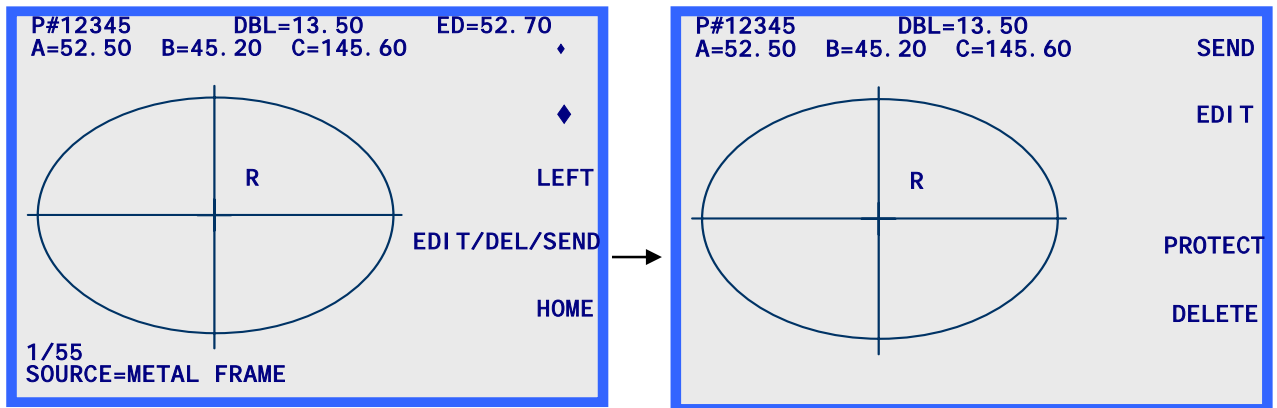 P#12345 DBL=13.50 ED=52.70
A=52.50 B=45.20 C=145.60
R
LEFT
EDIT/DEL/SEND
HOME
1/55
SOURCE=METAL FRAME
P#12345 DBL=13.50
A=52.50 B=45.20 C=145.60
SEND
EDIT
R
PROTECT
DELETE